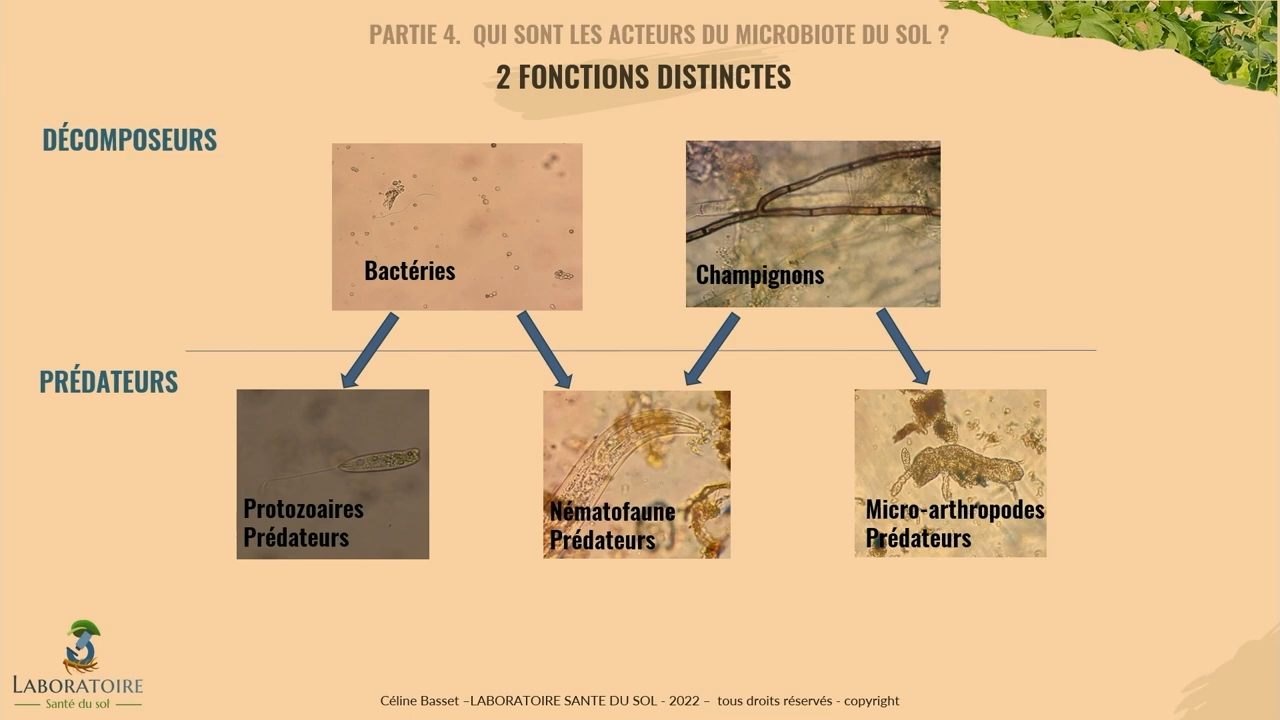 PARTIE 4. QUI SONT LES ACTEURS DU MICROBIOTE DU SOL ?
2 FONCTIONS DISTINCTES
DÉCOMPOSEURS
Bactéries
Champignons
PRÉDATEURS
Protozoaires
Prédateurs
Nématofaune
Prédateurs
Micro-arthropodes
Prédateurs
LABORATOIRE
Santé du sol
Céline Basset –LABORATOIRE SANTE DU SOL - 2022 – tous droits réservés - copyright